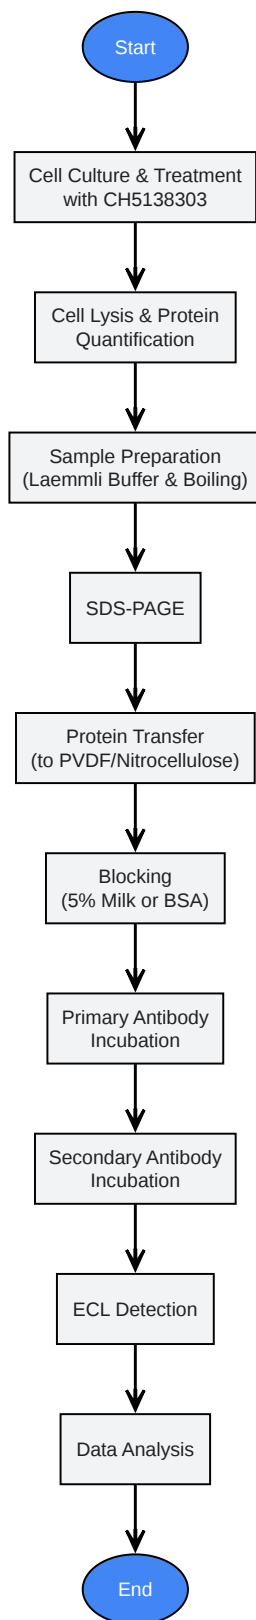 Start
Cell Culture & Treatment
with CH5138303
Cell Lysis & Protein
Quantification
Sample Preparation
(Laemmli Buffer & Boiling)
SDS-PAGE
Protein Transfer
(to PVDF/Nitrocellulose)
Blocking
(5% Milk or BSA)
Primary Antibody
Incubation
Secondary Antibody
Incubation
ECL Detection
Data Analysis
End